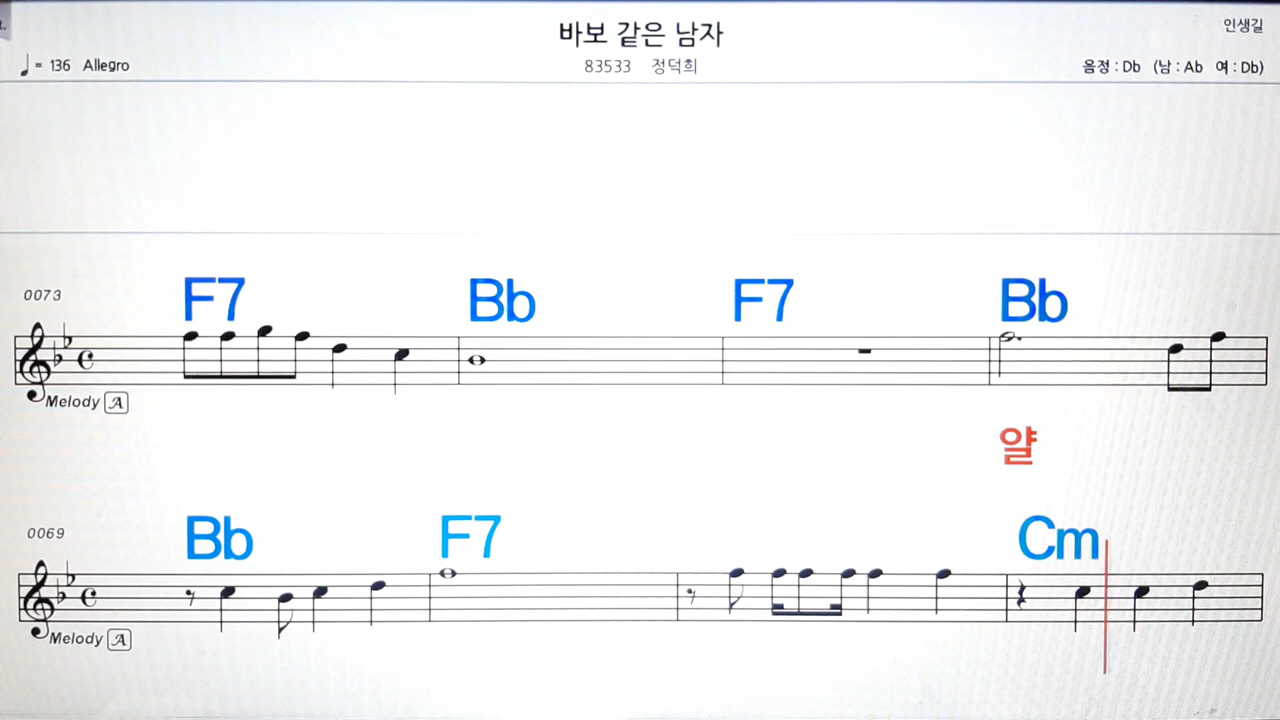 바보 같은 남자
인생길
♩= 136 Allegro
83533 정덕희
음정 : Db (남 : Ab 여 : Db)
0073
F7 Bb F7 Bb
Melody A
얄
0069
Bb F7 Cm
Melody A